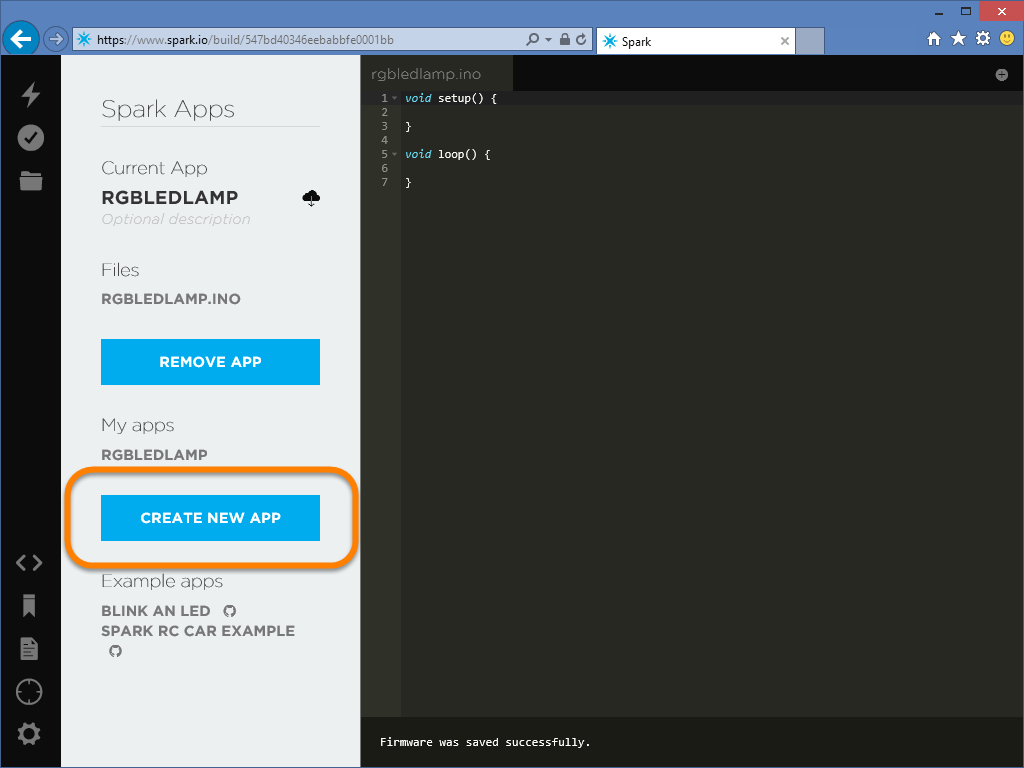 https://www.spark.io/build/547bd40346eebabbfe0001bb
Spark
Spark Apps
Current App
RGBLEDLAMP
Optional description
Files
RGBLEDLAMP.INO
REMOVE APP
My apps
RGBLEDLAMP
CREATE NEW APP
Example apps
BLINK AN LED
SPARK RC CAR EXAMPLE
rgbledlamp.ino
1 void setup() {
2
3 }
4
5 void loop() {
6
7 }
Firmware was saved successfully.